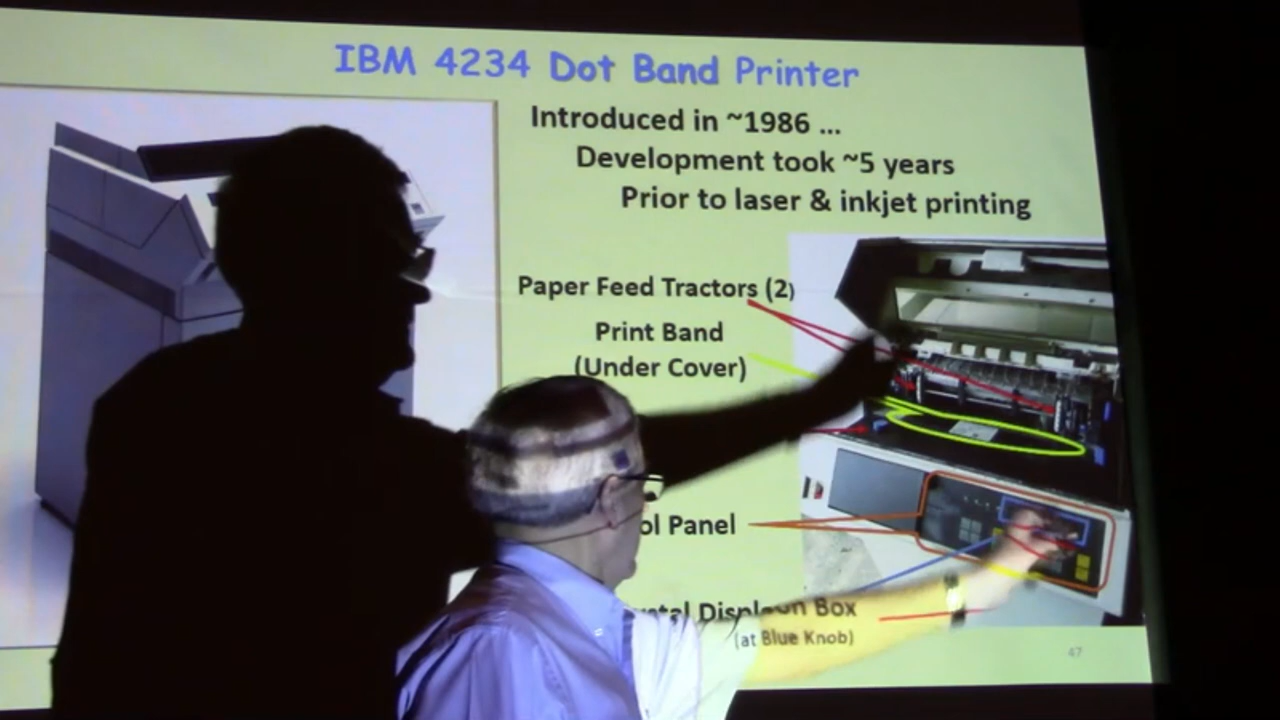 IBM 4234 Dot Band Printer
Introduced in ~1986 ...
Development took ~5 years
Prior to laser & inkjet printing
Paper Feed Tractors (2)
Print Band
(Under Cover)
ol Panel
Box
(at Blue Knob)
47